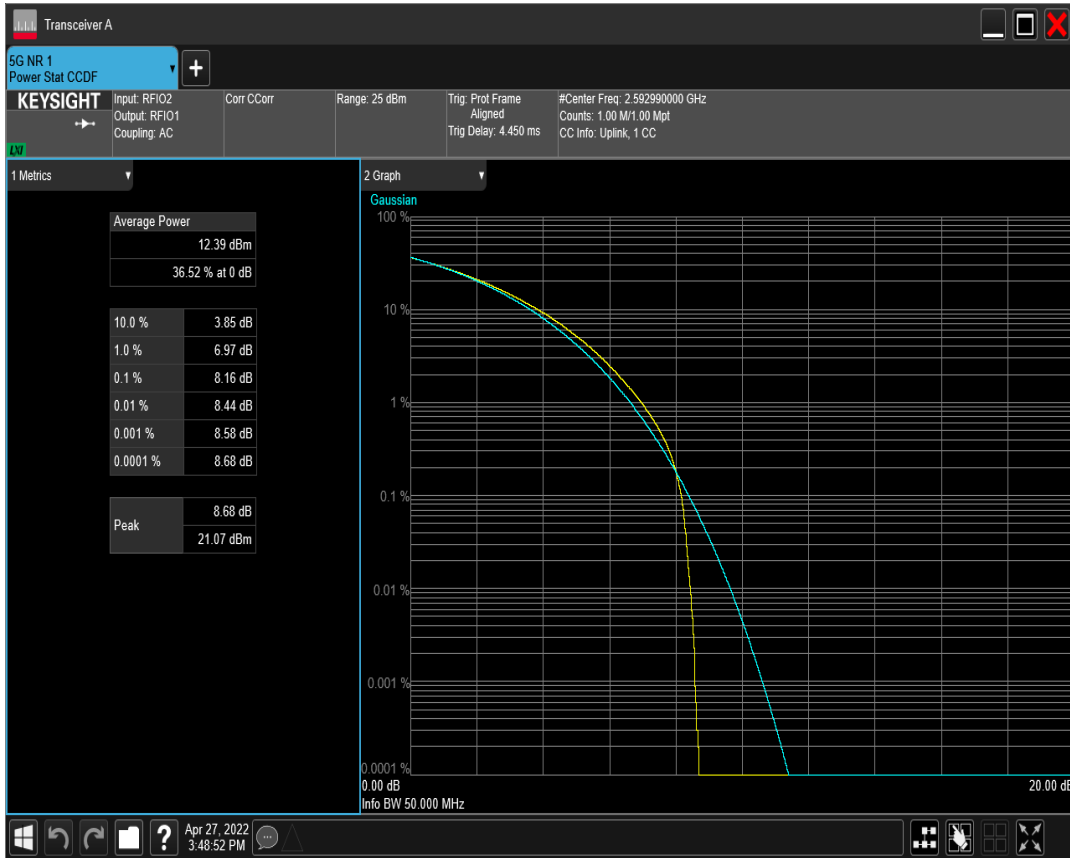 Transceiver A
5G NR 1
Power Stat CCDF
+
KEYSIGHT
LXI
Input: RFIO2
Output: RFIO1
Coupling: AC
Corr CCorr
Range: 25 dBm
Trig: Prot Frame
Aligned
Trig Delay: 4.450 ms
#Center Freq: 2.592990000 GHz
Counts: 1.00 M/1.00 Mpt
CC Info: Uplink, 1 CC
1 Metrics
Average Power
12.39 dBm
36.52 % at 0 dB
10.0 % 3.85 dB
1.0 % 6.97 dB
0.1 % 8.16 dB
0.01 % 8.44 dB
0.001 % 8.58 dB
0.0001 % 8.68 dB
Peak 8.68 dB
21.07 dBm
2 Graph
Gaussian
100 %
10 %
1 %
0.1 %
0.01 %
0.001 %
0.0001 %
0.00 dB 20.00 dB
Info BW 50.000 MHz
?
Apr 27, 2022
3:48:52 PM